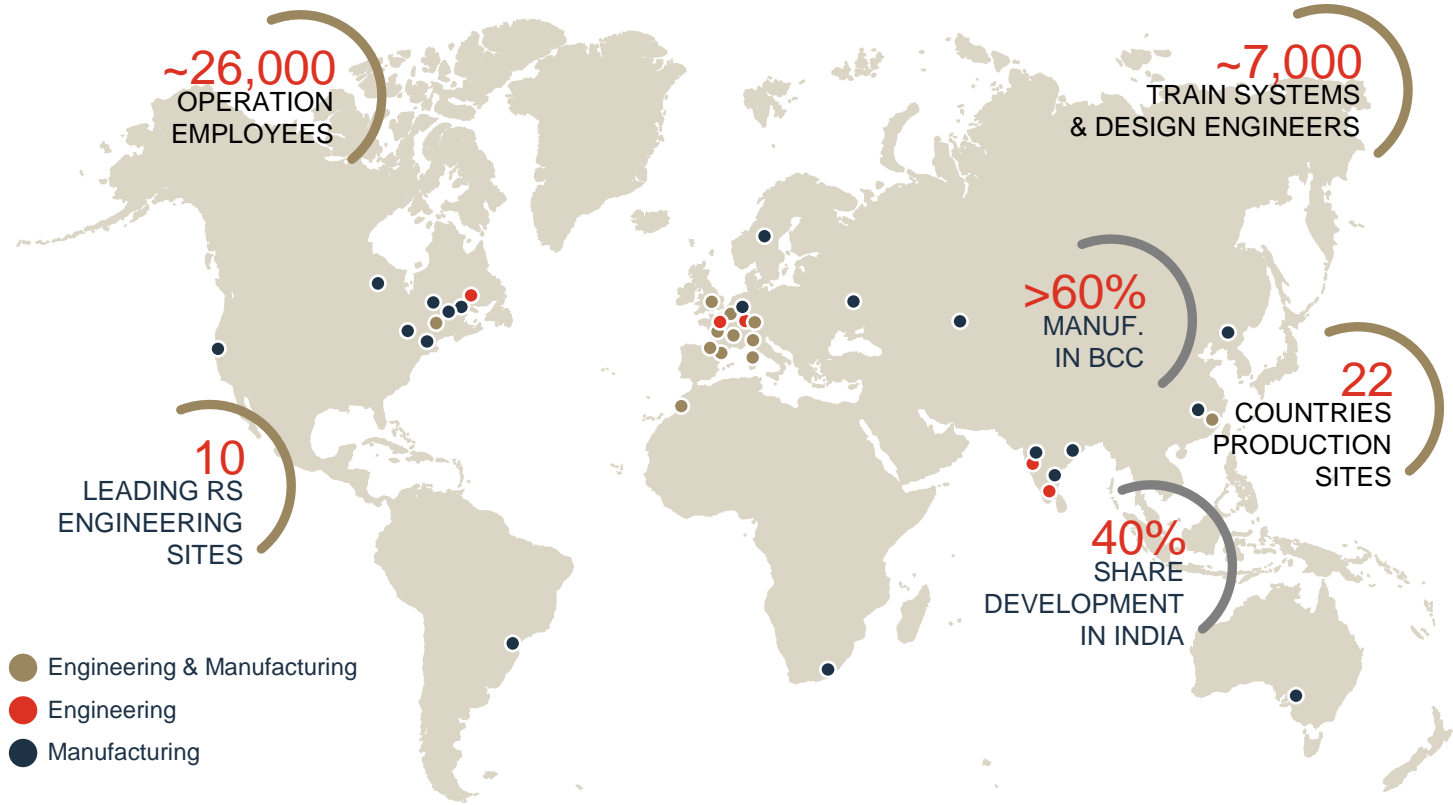 ~26,000
OPERATION
EMPLOYEES
~7,000
TRAIN SYSTEMS
& DESIGN ENGINEERS
>60%
MANUF.
IN BCC
22
COUNTRIES
PRODUCTION
SITES
10
LEADING RS
ENGINEERING
SITES
40%
SHARE
DEVELOPMENT
IN INDIA
Engineering & Manufacturing
Engineering
Manufacturing